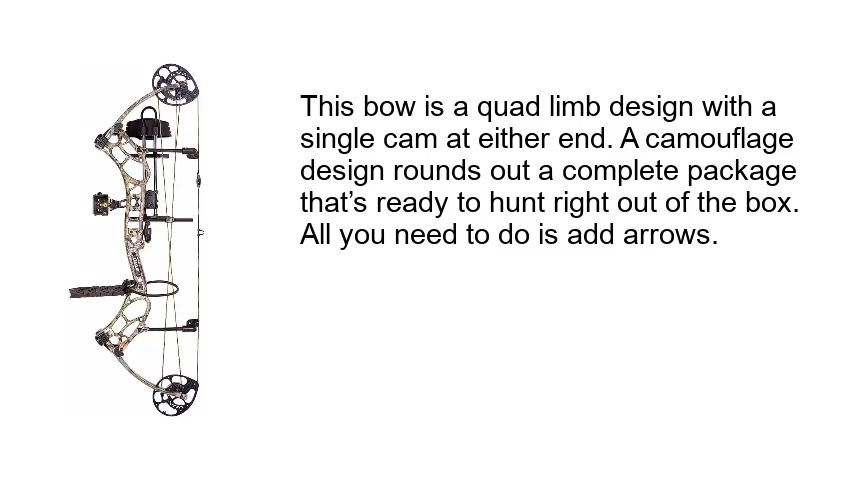 This bow is a quad limb design with a
single cam at either end. A camouflage
design rounds out a complete package
that’s ready to hunt right out of the box.
All you need to do is add arrows.